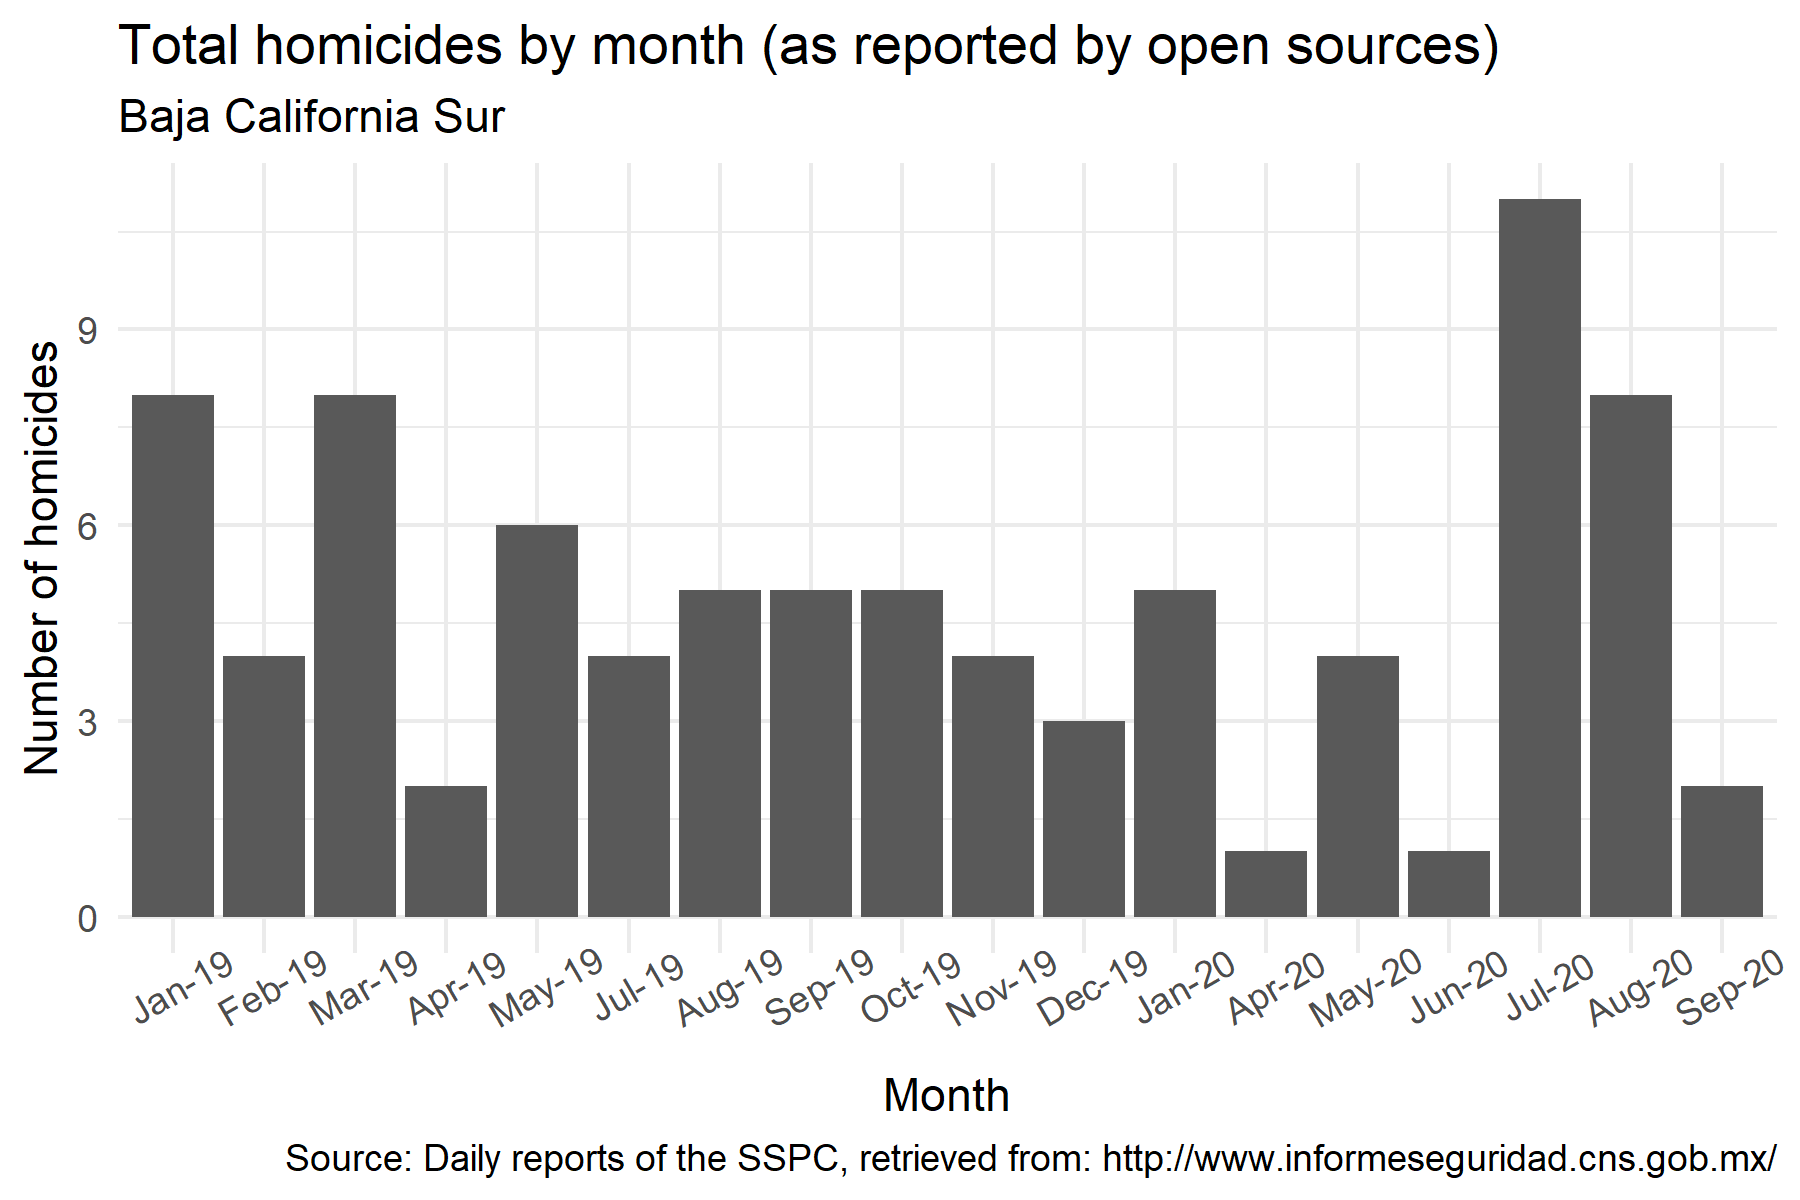 Total homicides by month (as reported by open sources)
Baja California Sur
Number of homicides
9
6
3
0
Jan-19
Feb-19
Mar-19
Apr-19
May-19
Jul-19
Aug-19
Sep-19
Oct-19
Nov-19
Dec-19
Jan-20
Apr-20
May-20
Jun-20
Jul-20
Aug-20
Sep-20
Month
Source: Daily reports of the SSPC, retrieved from: http://www.informeseguridad.cns.gob.mx/